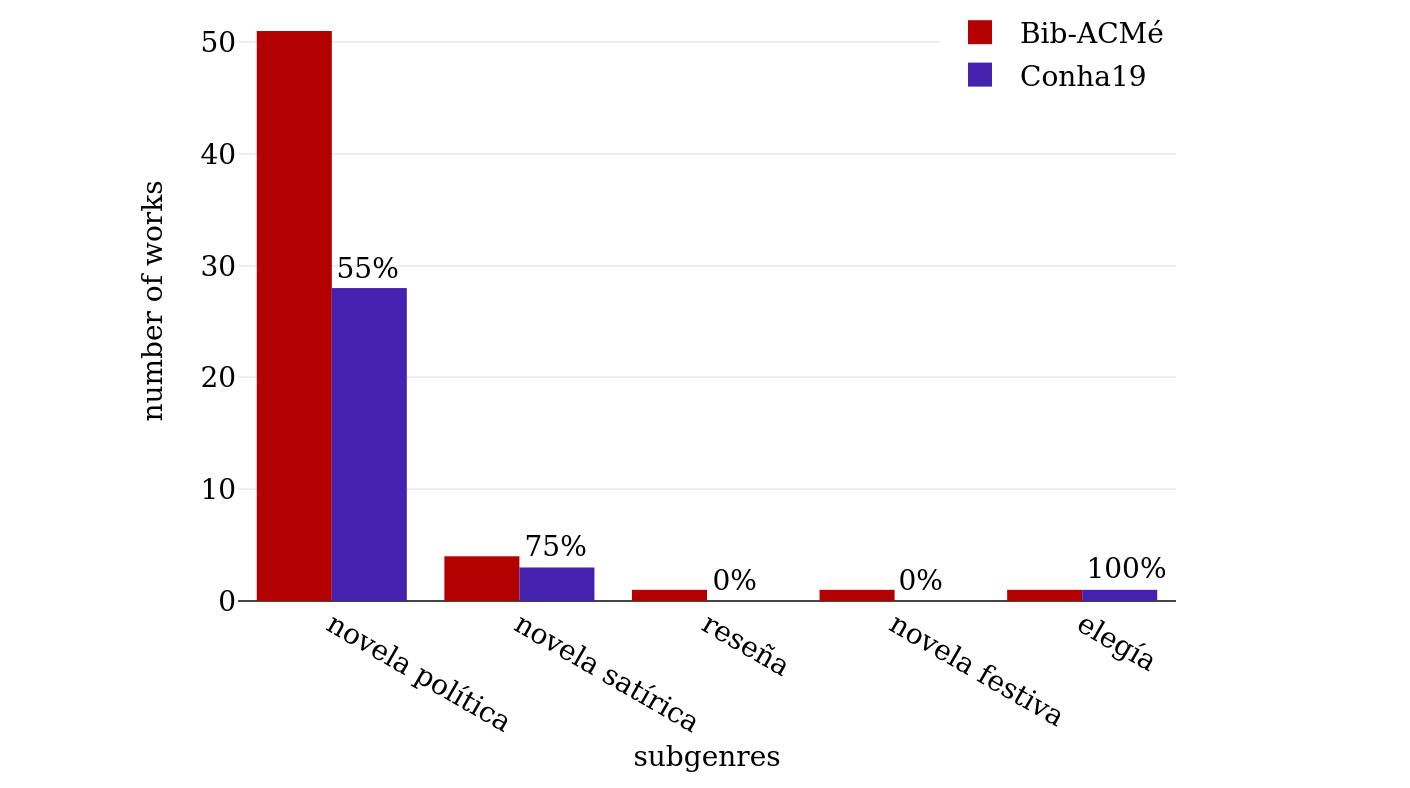 Bib-ACMé
Conha19
50
40
30
20
10
0
number of works
55%
75%
0%
0%
100%
novela política
novela satírica
reseña
novela festiva
elegía
subgenres